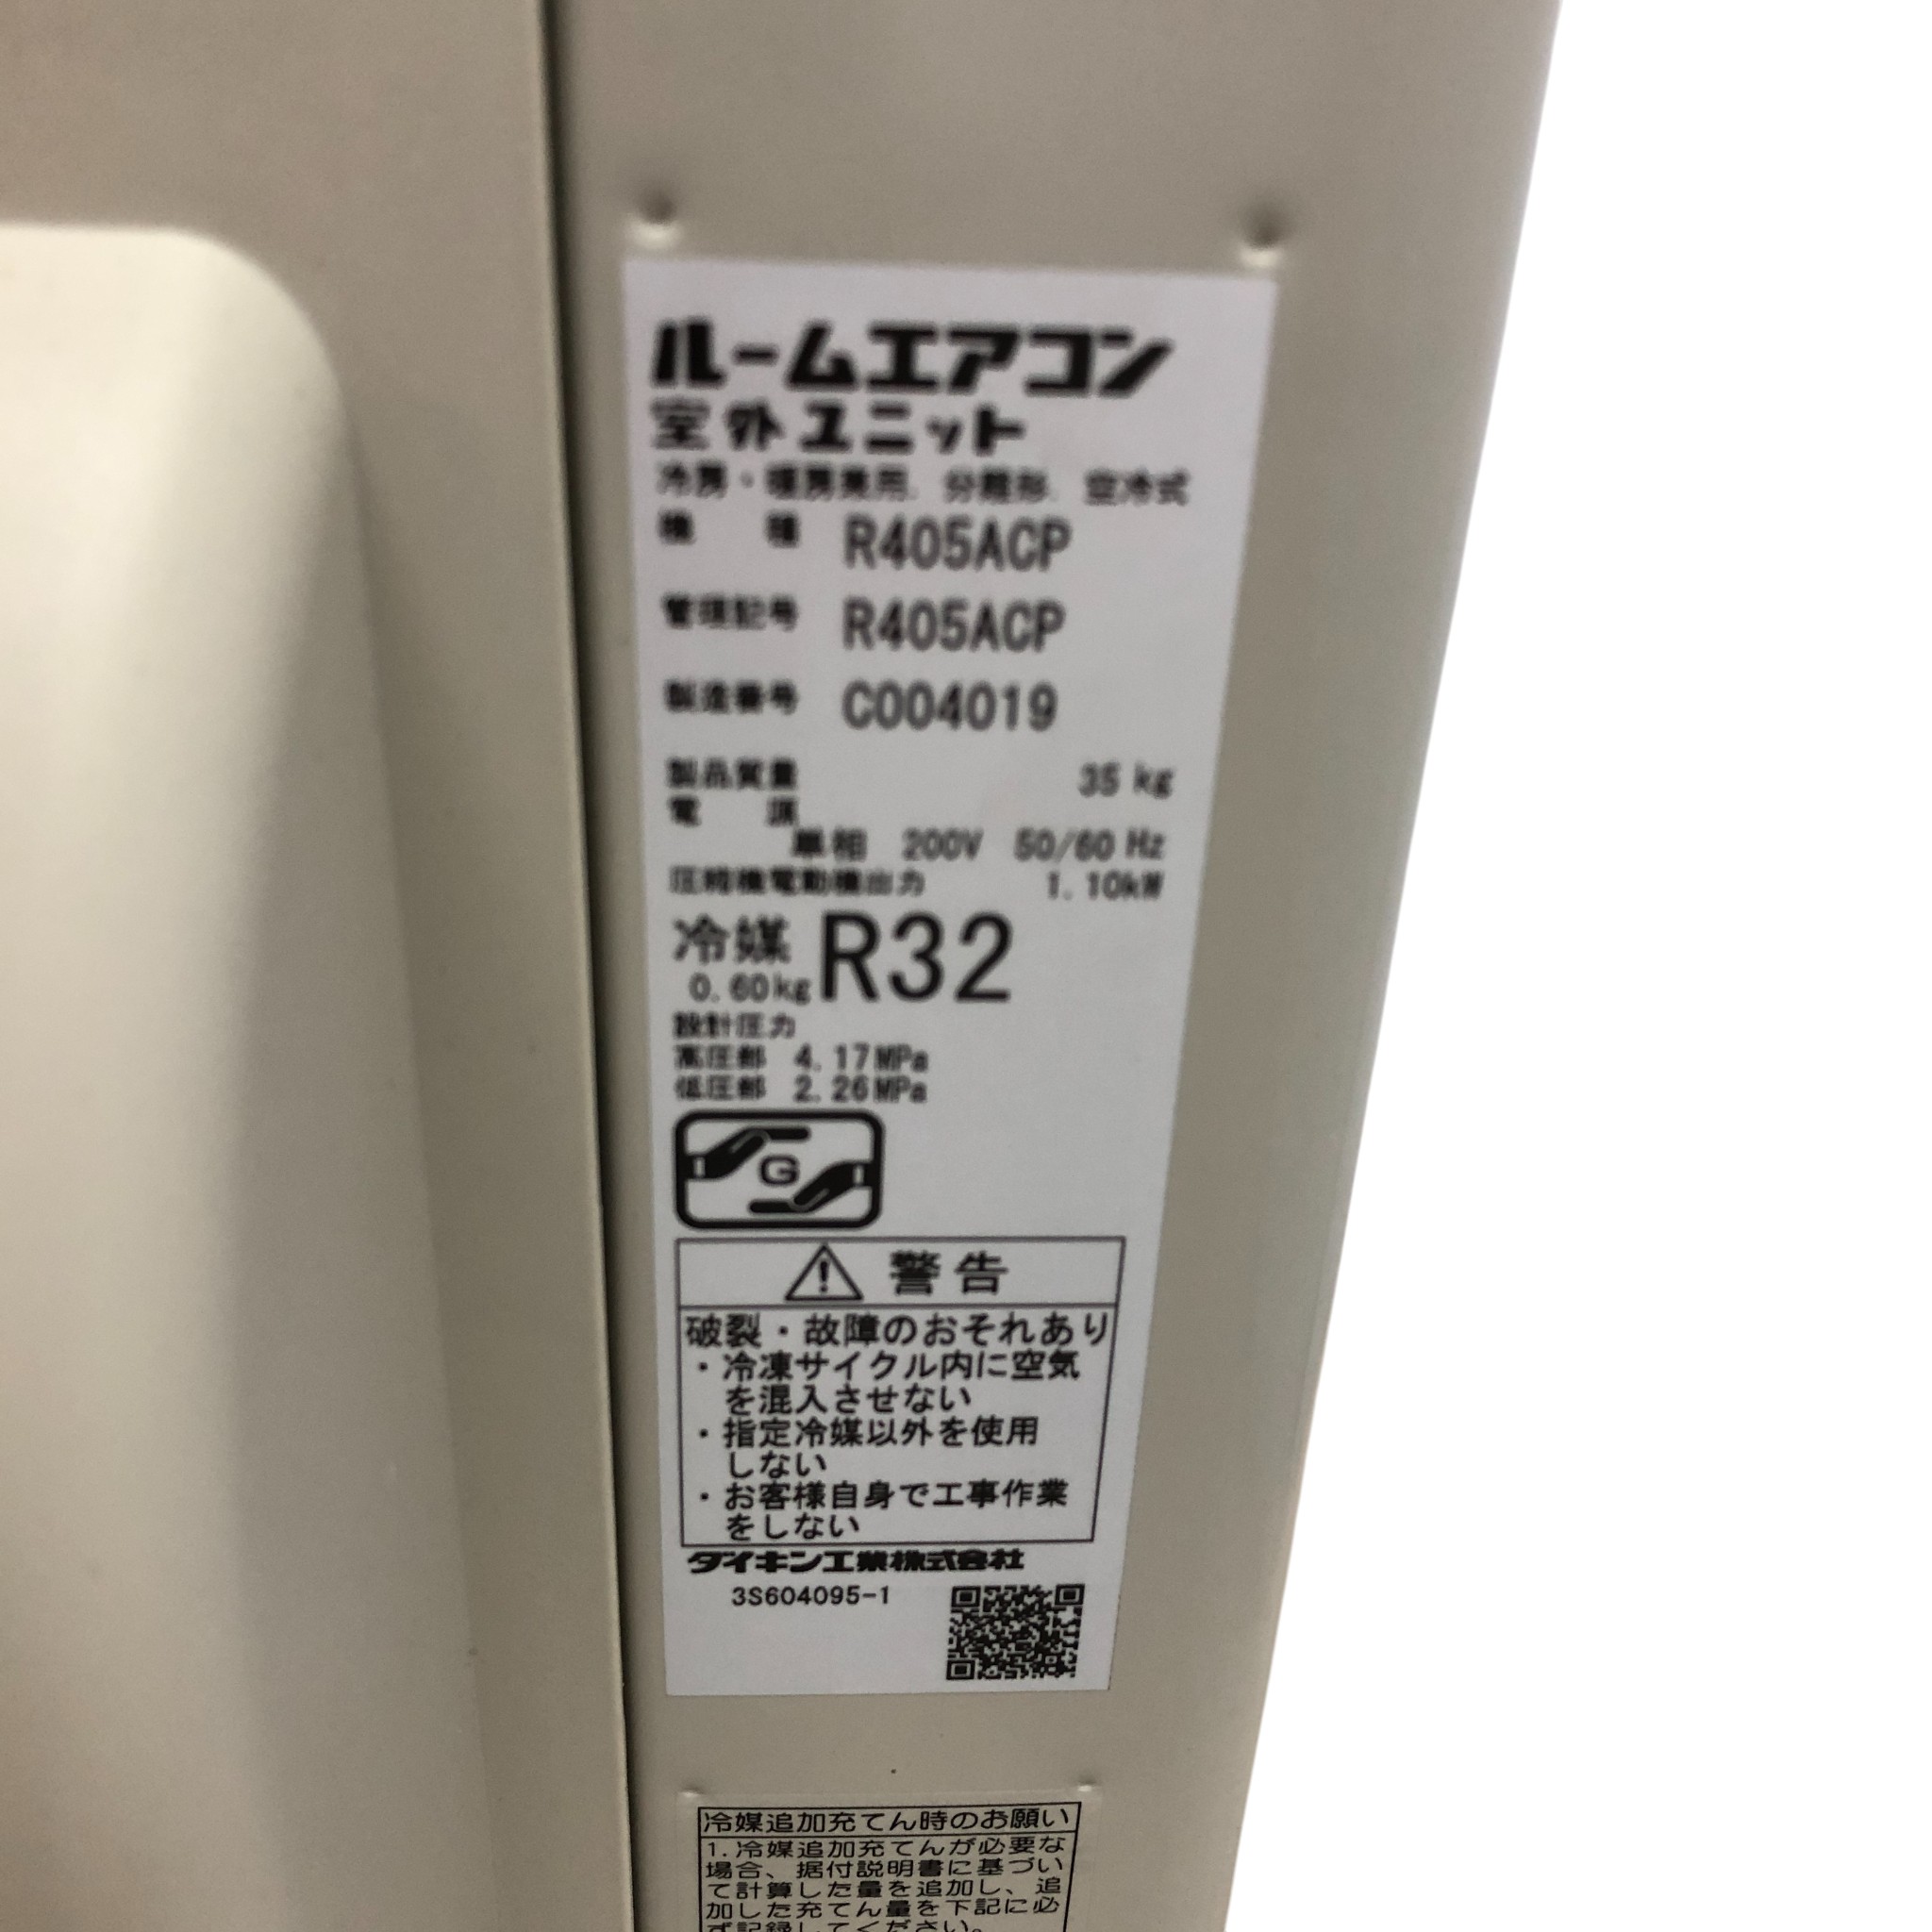 ルームエアコン
室外ユニット
冷房・暖房兼用. 分離形. 空冷式
機 種 R405ACP
管理記号 R405ACP
製造番号 C004019
製品質量 35 kg
電 源
単相 200V 50/60 Hz
圧縮機電動機出力 1.10kW
冷媒 R32
0.60kg
設計圧力
高圧部 4.17MPa
低圧部 2.26MPa
G
警告
破裂・故障のおそれあり
・冷凍サイクル内に空気
を混入させない
・指定冷媒以外を使用
しない
・お客様自身で工事作業
をしない
ダイキン工業株式会社
3S604095-1
冷媒追加充てん時のお願い
1.冷媒追加充てんが必要な
場合、据付説明書に基づい
て計算した量を追加し、追
加した充てん量を下記に必
ず記録してください。